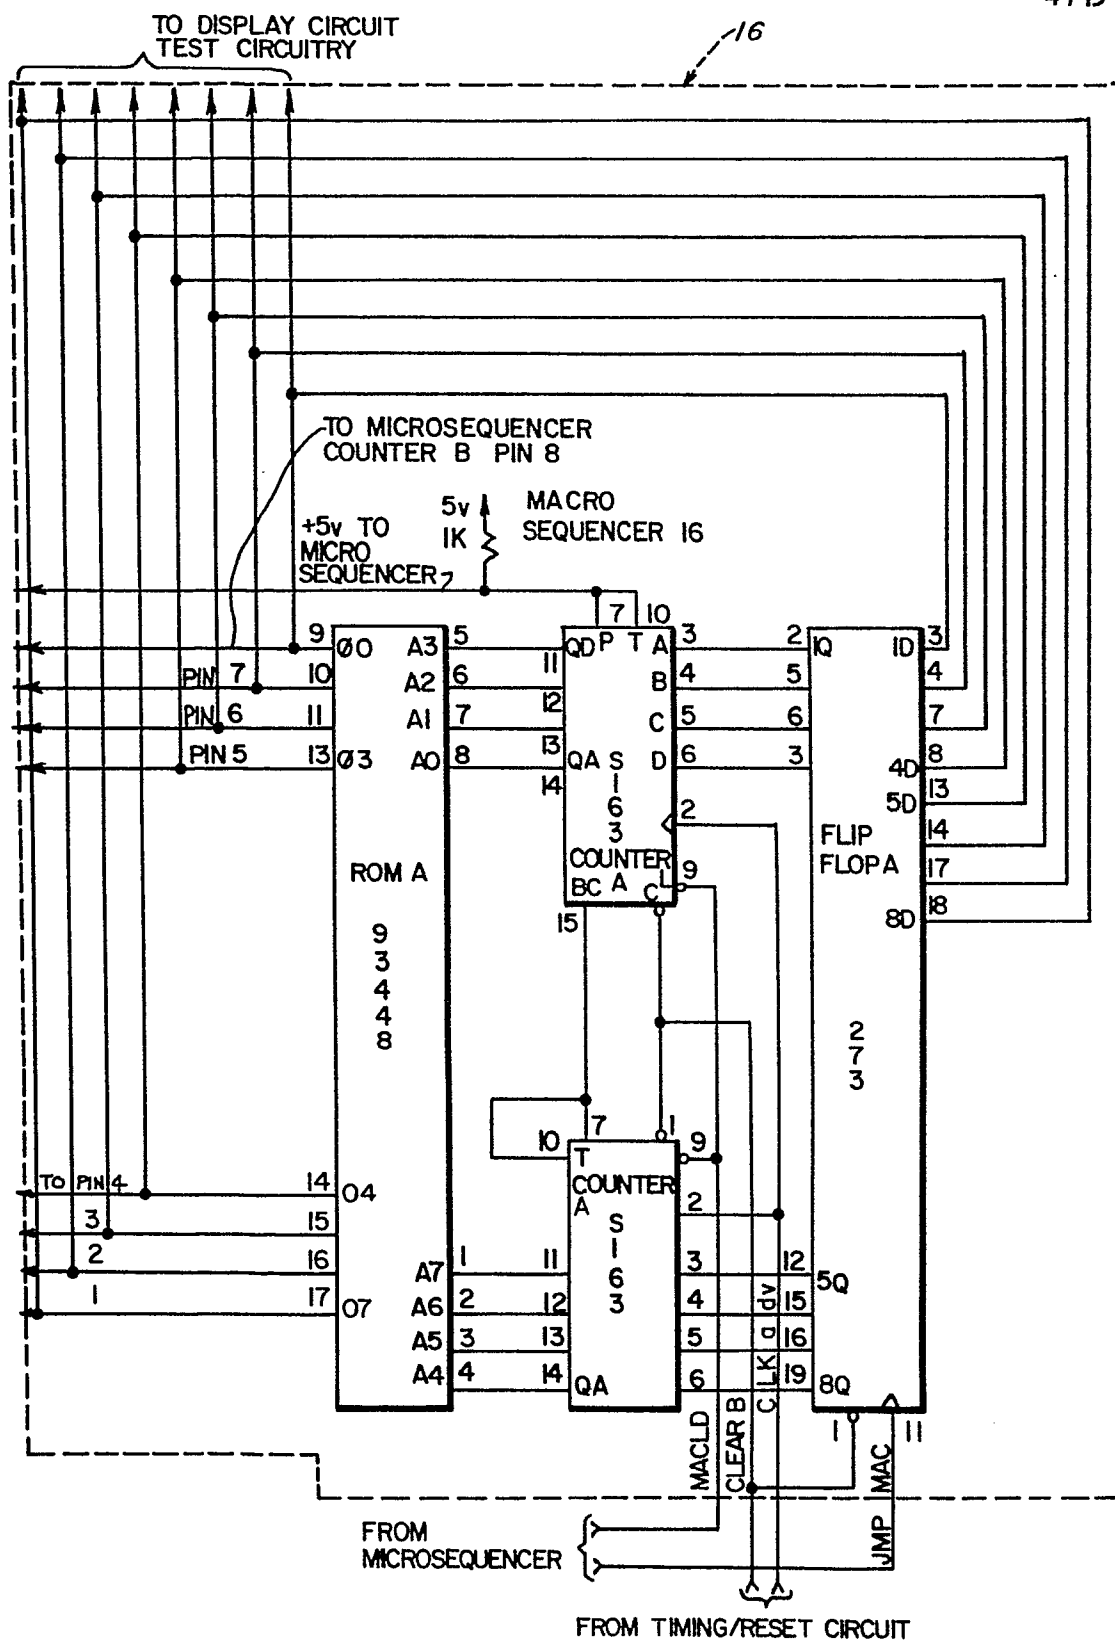 TO DISPLAY CIRCUIT
TEST CIRCUITRY
16
TO MICROSEQUENCER
COUNTER B PIN 8
5v
1K
MACRO
SEQUENCER 16
+5v TO
MICRO
SEQUENCER
7 10
9 ØO A3 5 11 QD P T A 3 2 1Q 1D 3
PIN 7 10 A2 6 12 B 4 5 4
PIN 6 11 A1 7 13 C 5 6 7
PIN 5 13 Ø3 A0 8 14 QA D 6 3 4D 8
5D 13
S
1
6
3
2
14
17
8D 18
COUNTER
A
BC C L 9
15
FLIP
FLOP A
ROM A
9
3
4
4
8
2
7
3
7 1
10 T 9
COUNTER
A
2
S
1
6
3
TO PIN 4 14 O4
3 15
2 16
1 17 O7
A7 1 11 3 12 5Q
A6 2 12 4 15
A5 3 13 5 16
A4 4 14 QA 6 19 8Q
MACLD
CLEAR B
CLK a dv
1 11
JMP MAC
FROM
MICROSEQUENCER
FROM TIMING/RESET CIRCUIT